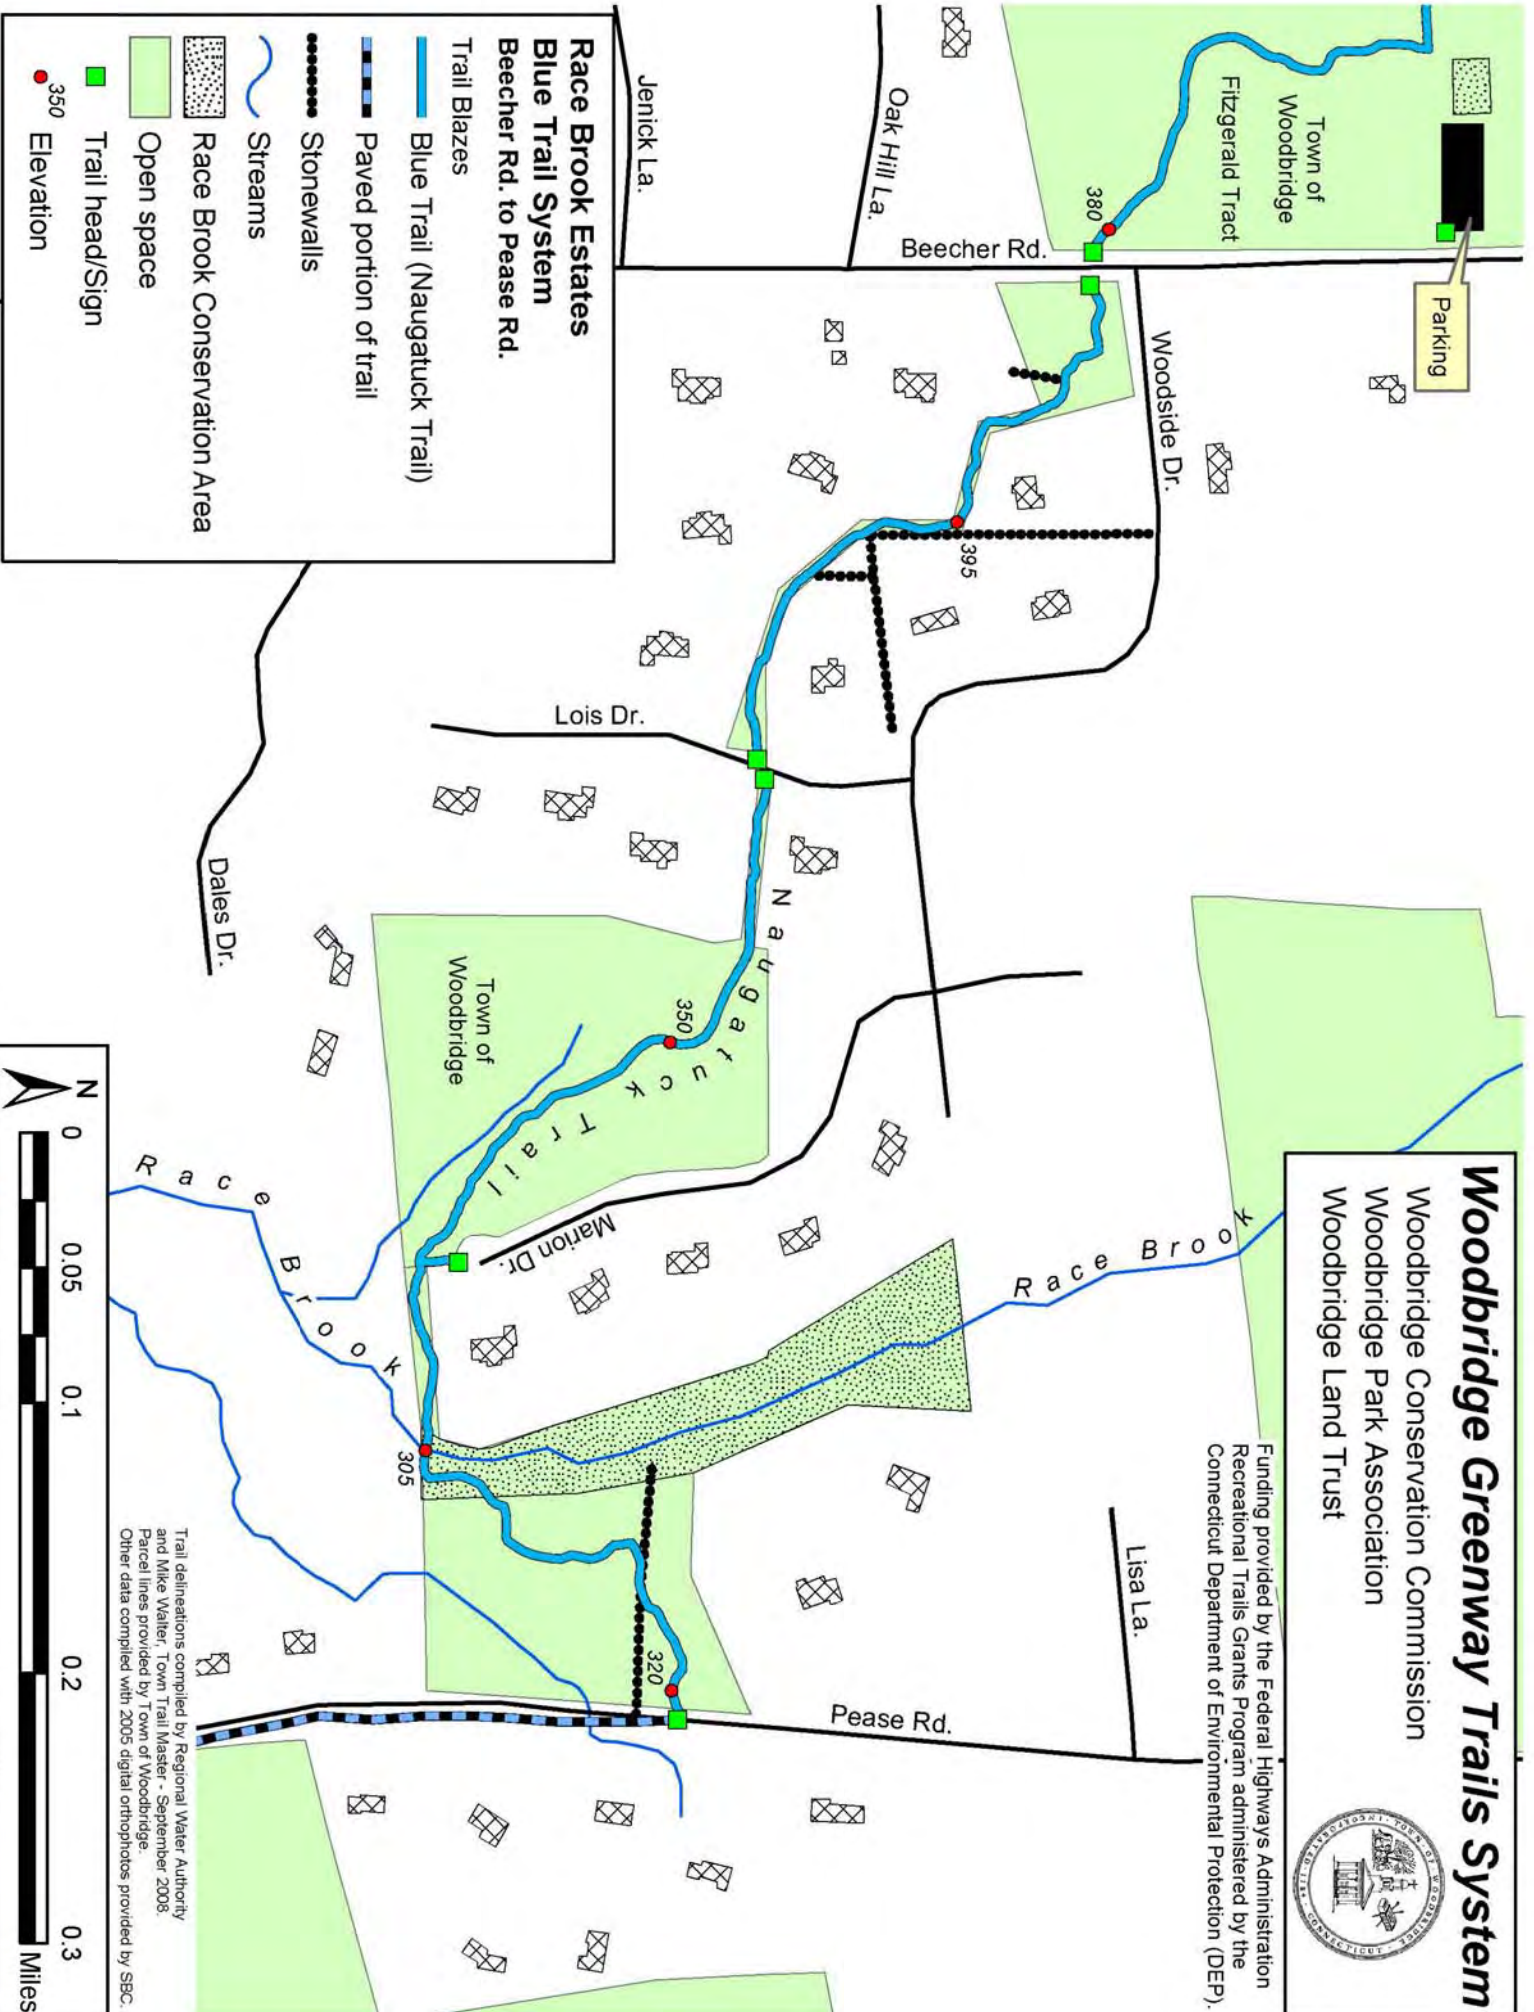 Woodbridge Greenway Trails System
Woodbridge Conservation Commission
Woodbridge Park Association
Woodbridge Land Trust
TOWN OF WOODBRIDGE
CONNECTICUT
INCORPORATED 1784
Funding provided by the Federal Highways Administration
Recreational Trails Grants Program administered by the
Connecticut Department of Environmental Protection (DEP).
Parking
Town of
Woodbridge
Fitzgerald Tract
380
Beecher Rd.
Woodside Dr.
Oak Hill La.
Jenick La.
395
Lois Dr.
Dales Dr.
Naugatuck Trail
350
Town of
Woodbridge
Marion Dr.
Race Brook
Race Brook
305
320
Lisa La.
Pease Rd.
Race Brook Estates
Blue Trail System
Beecher Rd. to Pease Rd.
Trail Blazes
Blue Trail (Naugatuck Trail)
Paved portion of trail
Stonewalls
Streams
Race Brook Conservation Area
Open space
Trail head/Sign
350
Elevation
Trail delineations compiled by Regional Water Authority
and Mike Walter, Town Trail Master - September 2008.
Parcel lines provided by Town of Woodbridge.
Other data compiled with 2005 digital orthophotos provided by SBC.
N
0 0.05 0.1 0.2 0.3
Miles